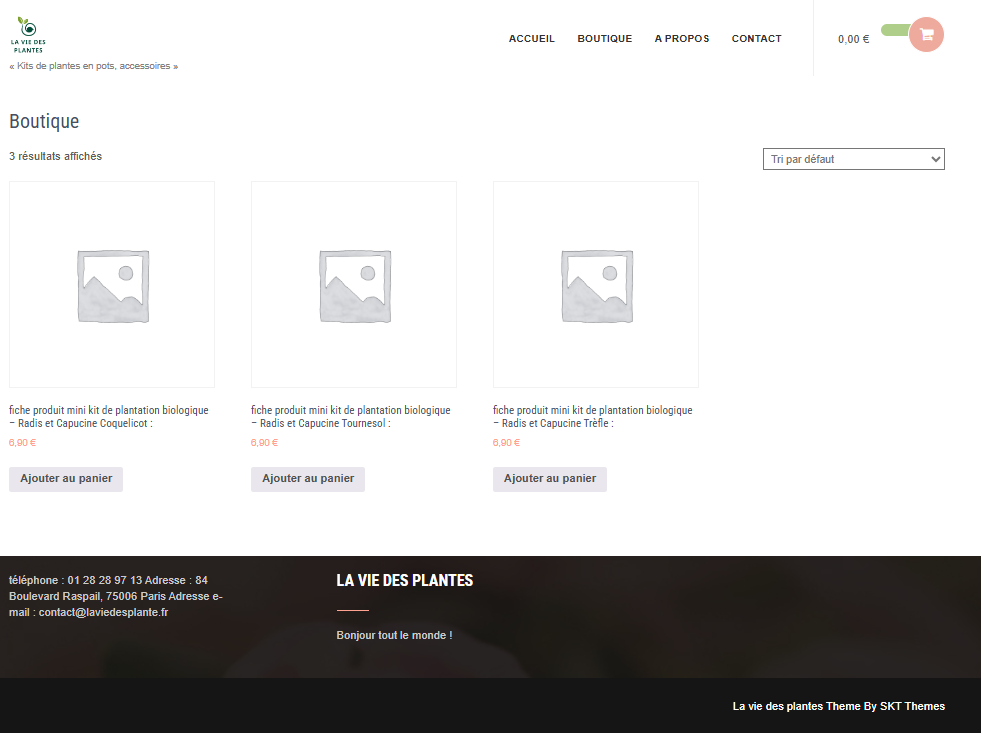 LA VIE DES
PLANTES
« Kits de plantes en pots, accessoires »
ACCUEIL BOUTIQUE A PROPOS CONTACT
0,00 €
Boutique
3 résultats affichés
Tri par défaut
fiche produit mini kit de plantation biologique
– Radis et Capucine Coquelicot :
6,90 €
Ajouter au panier
fiche produit mini kit de plantation biologique
– Radis et Capucine Tournesol :
6,90 €
Ajouter au panier
fiche produit mini kit de plantation biologique
– Radis et Capucine Trèfle :
6,90 €
Ajouter au panier
téléphone : 01 28 28 97 13 Adresse : 84
Boulevard Raspail, 75006 Paris Adresse e-
mail : contact@laviedesplante.fr
LA VIE DES PLANTES
Bonjour tout le monde !
La vie des plantes Theme By SKT Themes